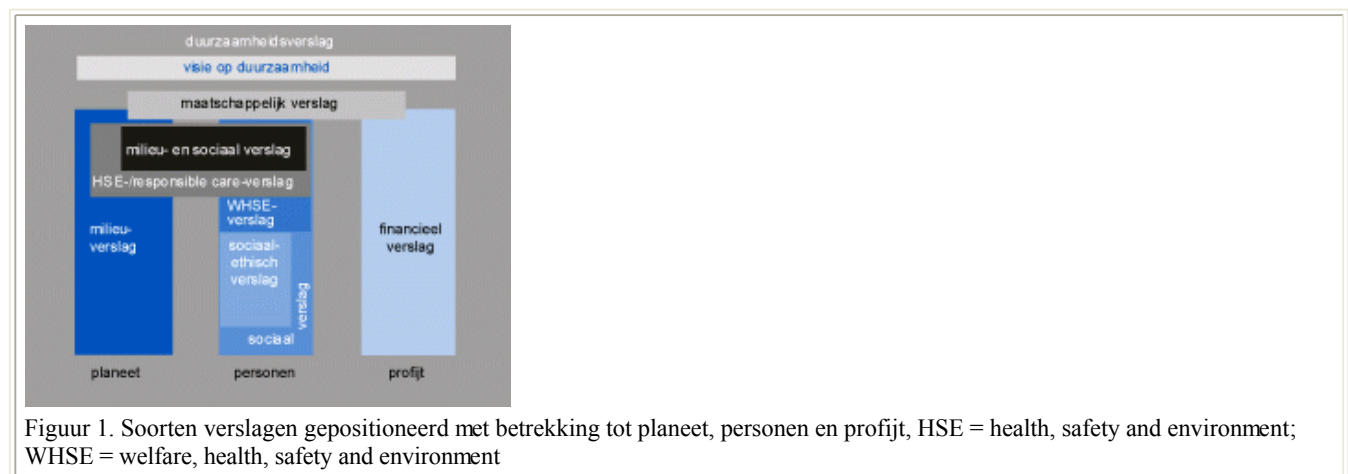 duurzaamheidsverslag
visie op duurzaamheid
maatschappelijk verslag
milieu- en sociaal verslag
HSE-/responsible care-verslag
WHSE-
verslag
milieu-
verslag
sociaal-
ethisch
verslag
financieel
verslag
verslag
sociaal
planeet personen profijt
Figuur 1. Soorten verslagen gepositioneerd met betrekking tot planeet, personen en profijt, HSE = health, safety and environment;
WHSE = welfare, health, safety and environment